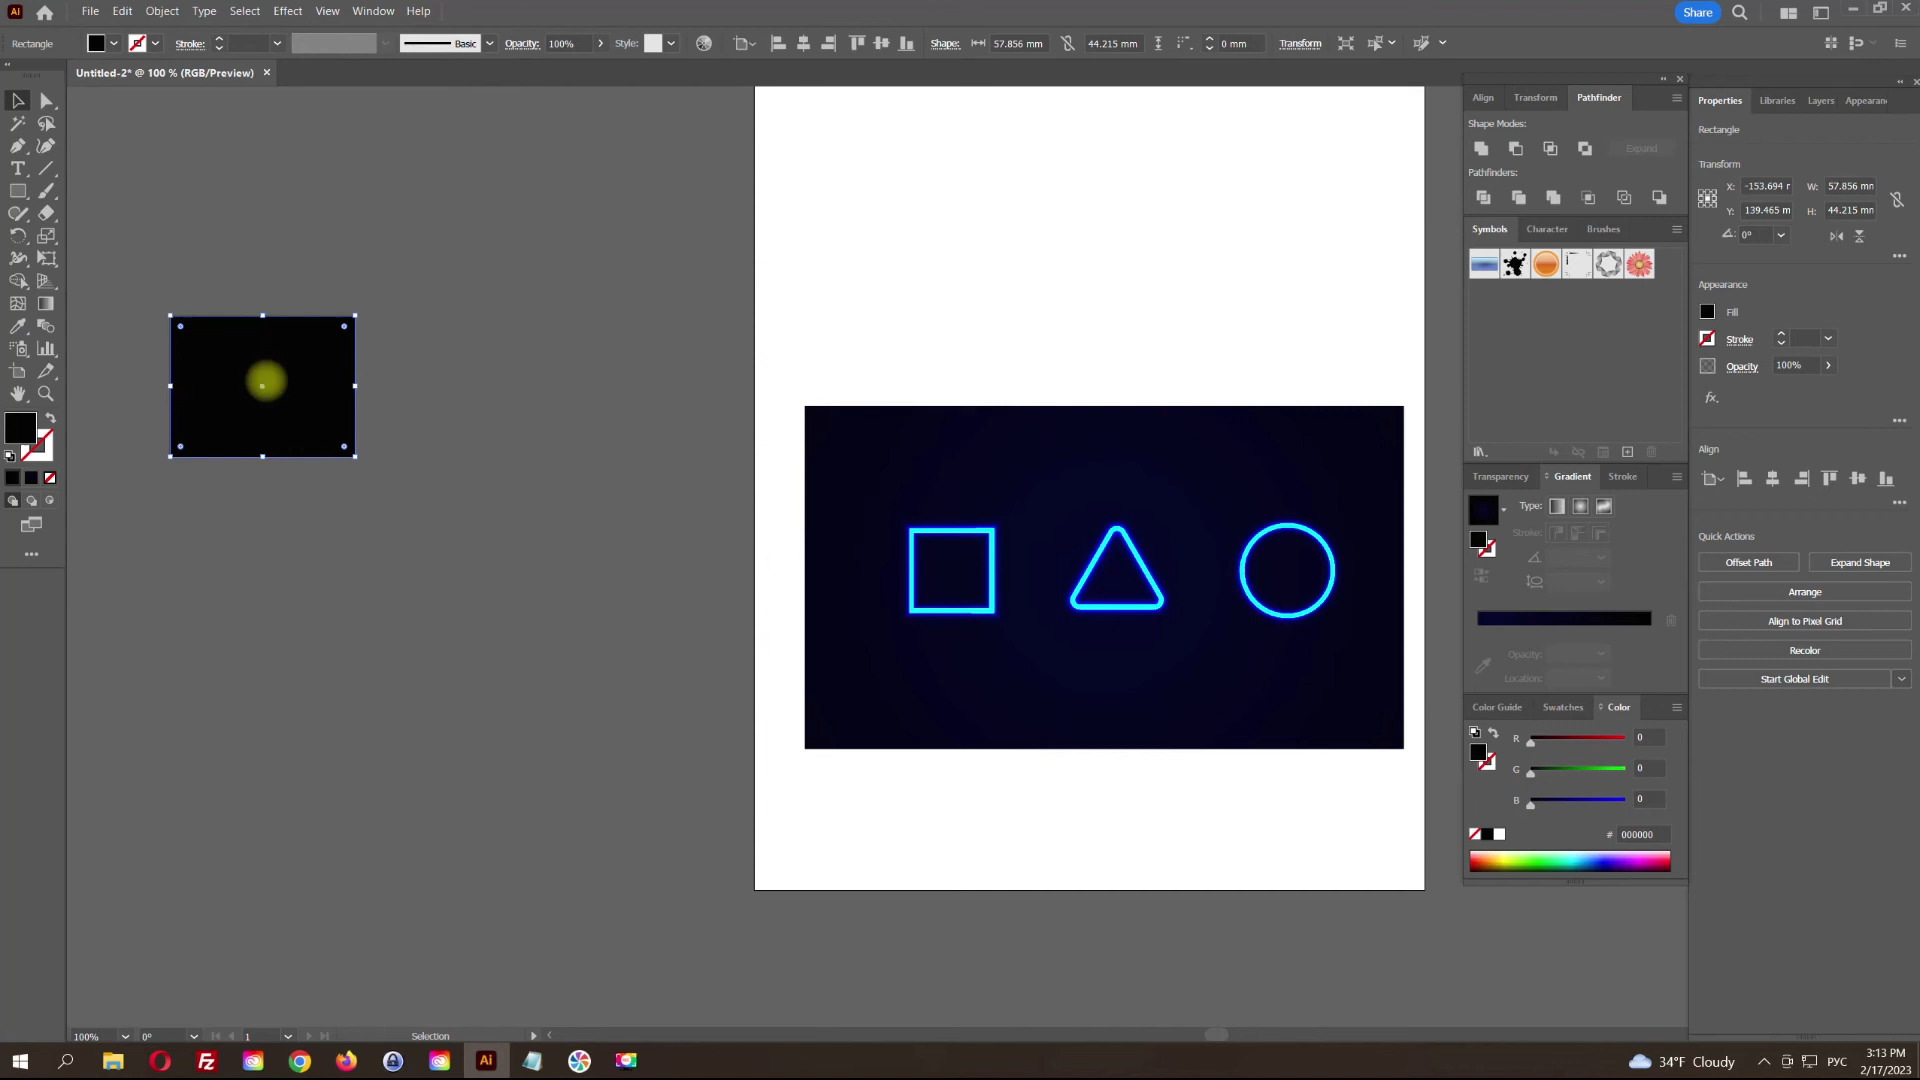 Ai File Edit Object Type Select Effect View Window Help Share
Rectangle Stroke: Basic Opacity: 100% Style: Shape: 57.856 mm 44.215 mm 0 mm Transform
Untitled-2* @ 100 % (RGB/Preview)
Align Transform Pathfinder
Shape Modes:
Expand
Pathfinders:
Symbols Character Brushes
Transparency Gradient Stroke
Type:
Stroke:
Opacity:
Location:
Color Guide Swatches Color
R 0
G 0
B 0
# 000000
Properties Libraries Layers Appearan
Rectangle
Transform
X: -153.694 r W: 57.856 mn
Y: 139.465 m H: 44.215 mn
0°
Appearance
Fill
Stroke
Opacity 100%
fx.
Align
Quick Actions
Offset Path Expand Shape
Arrange
Align to Pixel Grid
Recolor
Start Global Edit
100% 0° 1 Selection
Ai 34°F Cloudy РУС 3:13 PM
2/17/2023